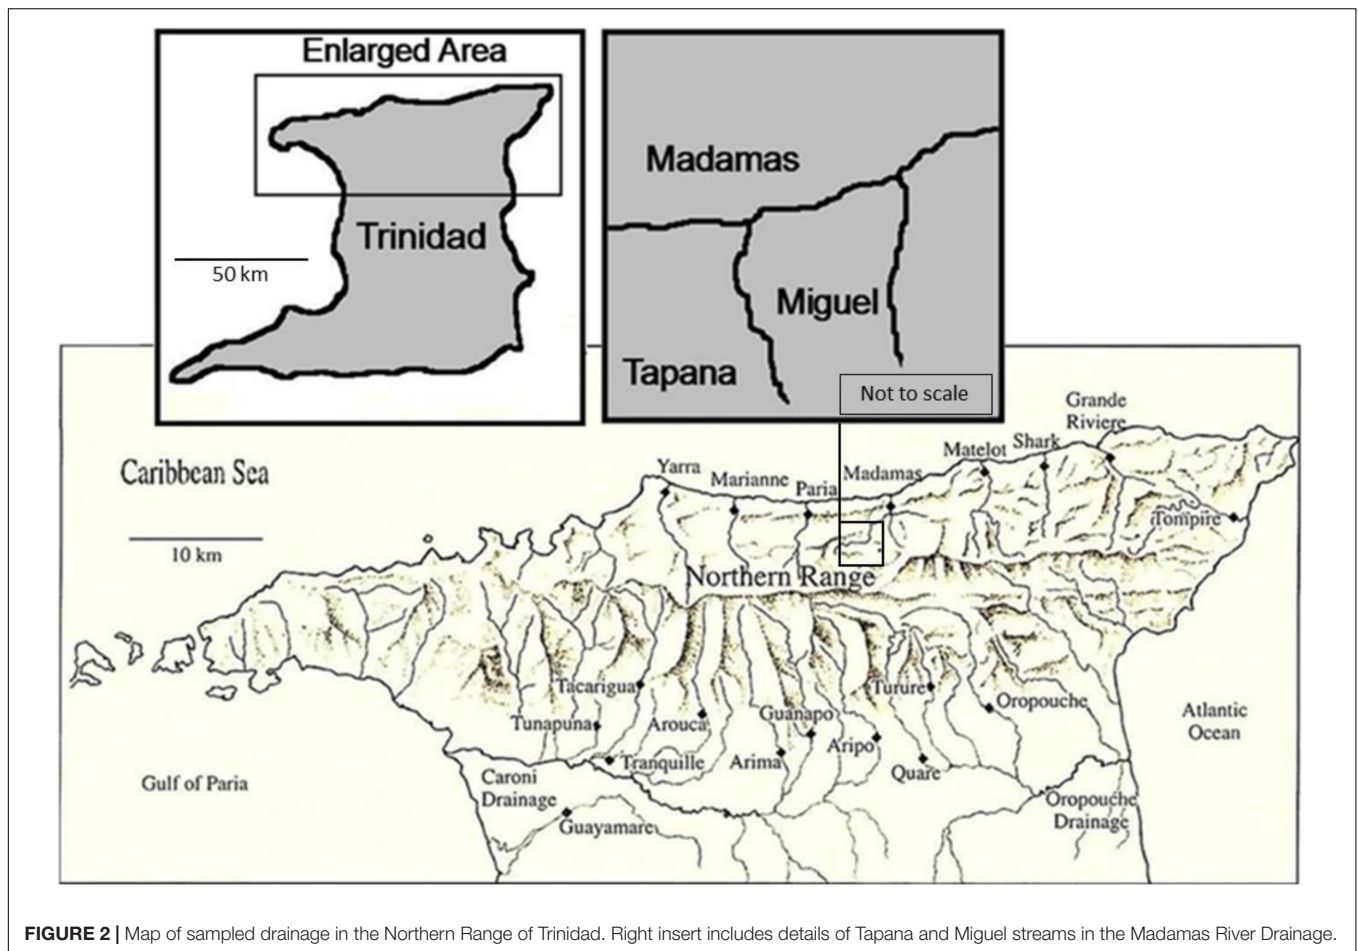 Enlarged Area
Trinidad
50 km
Madamas
Miguel
Tapana
Not to scale
Caribbean Sea
10 km
Yarra
Marianne
Paria
Madamas
Matelot
Shark
Grande
Riviere
Tompire
Northern Range
Tacarigua
Tunapuna
Arouca
Guanapo
Turure
Oropouche
Tranquille
Arima
Aripo
Quare
Atlantic
Ocean
Gulf of Paria
Caroni
Drainage
Guayamare
Oropouche
Drainage
FIGURE 2 | Map of sampled drainage in the Northern Range of Trinidad. Right insert includes details of Tapana and Miguel streams in the Madamas River Drainage.